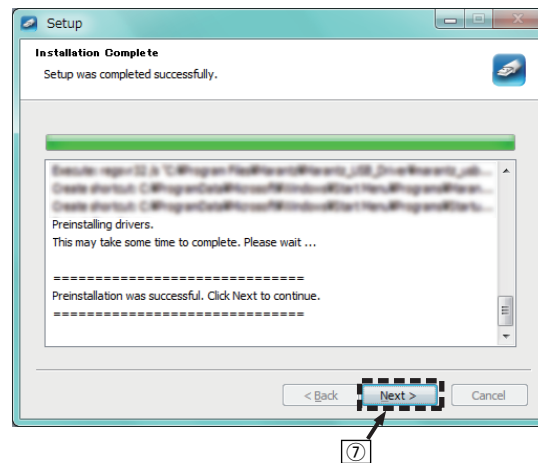 Setup
Installation Complete
Setup was completed successfully.
Preinstalling drivers.
This may take some time to complete. Please wait ...
===============================
Preinstallation was successful. Click Next to continue.
===============================
< Back
Next >
Cancel
⑦